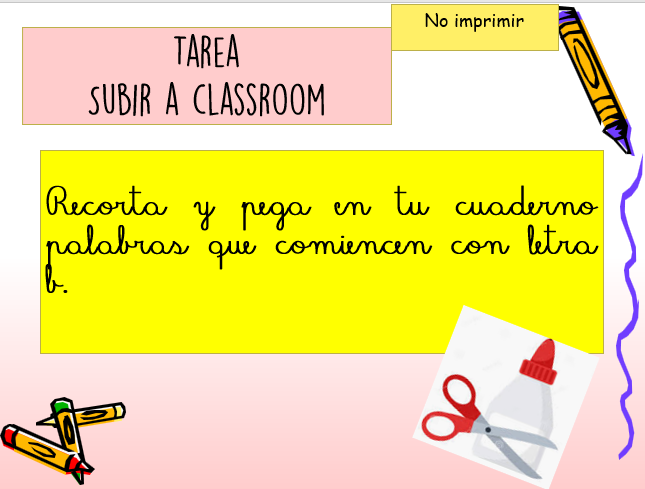 No imprimir
TAREA
SUBIR A CLASSROOM
Recorta y pega en tu cuaderno
palabras que comiencen con letra
b.